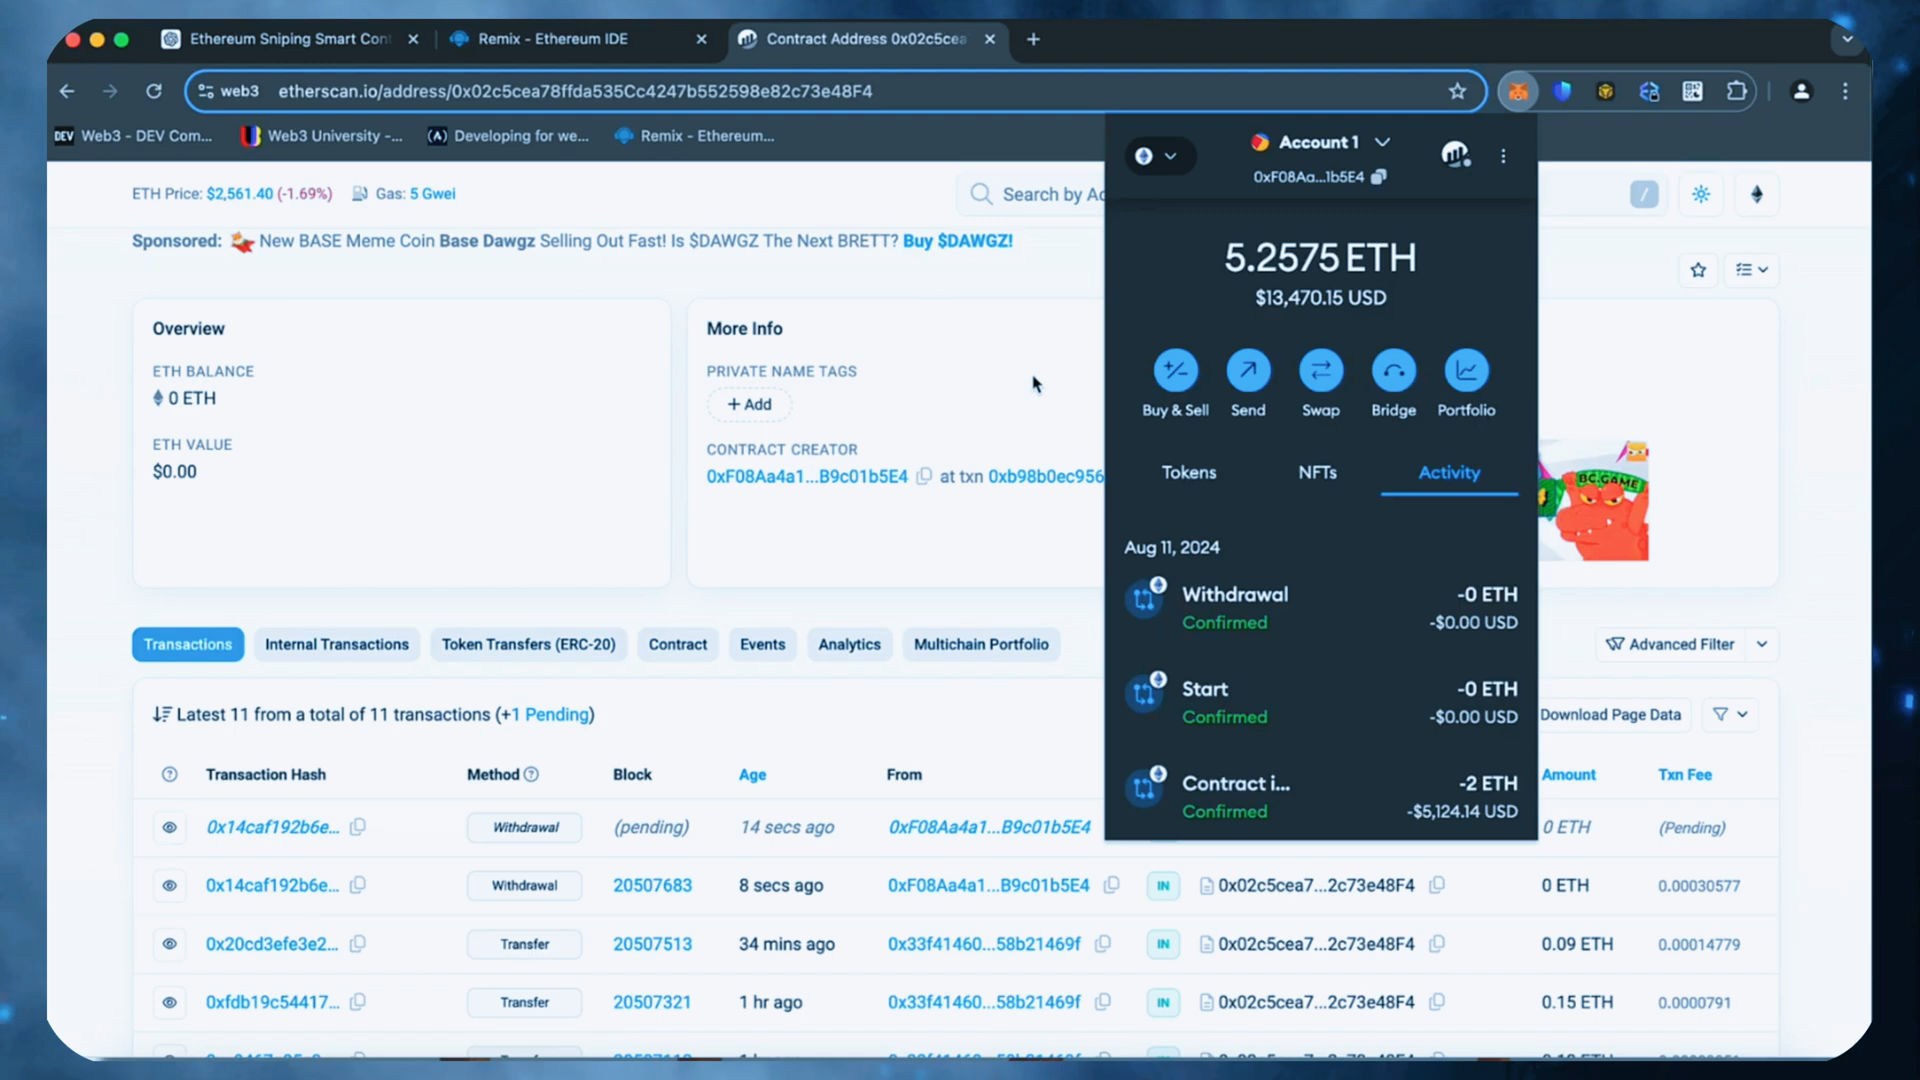 Ethereum Sniping Smart Con
Remix - Ethereum IDE
Contract Address 0x02c5cea
web3 etherscan.io/address/0x02c5cea78ffda535Cc4247b552598e82c73e48F4
DEV Web3 - DEV Com...
Web3 University -...
(A) Developing for we...
Remix - Ethereum...
Account 1
0xF08Aa...1b5E4
ETH Price: $2,561.40 (-1.69%) Gas: 5 Gwei
Search by Ad
/
Sponsored: New BASE Meme Coin Base Dawgz Selling Out Fast! Is $DAWGZ The Next BRETT? Buy $DAWGZ!
5.2575 ETH
$13,470.15 USD
Buy & Sell Send Swap Bridge Portfolio
Tokens NFTs Activity
Overview
ETH BALANCE
0 ETH
ETH VALUE
$0.00
More Info
PRIVATE NAME TAGS
+ Add
CONTRACT CREATOR
0xF08Aa4a1...B9c01b5E4 at txn 0xb98b0ec956
BC.GAME
Aug 11, 2024
Withdrawal -0 ETH
Confirmed -$0.00 USD
Start -0 ETH
Confirmed -$0.00 USD
Contract i... -2 ETH
Confirmed -$5,124.14 USD
Transactions Internal Transactions Token Transfers (ERC-20) Contract Events Analytics Multichain Portfolio Advanced Filter
Latest 11 from a total of 11 transactions (+1 Pending) Download Page Data
Transaction Hash Method Block Age From Amount Txn Fee
0x14caf192b6e... Withdrawal (pending) 14 secs ago 0xF08Aa4a1...B9c01b5E4 0 ETH (Pending)
0x14caf192b6e... Withdrawal 20507683 8 secs ago 0xF08Aa4a1...B9c01b5E4 IN 0x02c5cea7...2c73e48F4 0 ETH 0.00030577
0x20cd3efe3e2... Transfer 20507513 34 mins ago 0x33f41460...58b21469f IN 0x02c5cea7...2c73e48F4 0.09 ETH 0.00014779
0xfdb19c54417... Transfer 20507321 1 hr ago 0x33f41460...58b21469f IN 0x02c5cea7...2c73e48F4 0.15 ETH 0.0000791